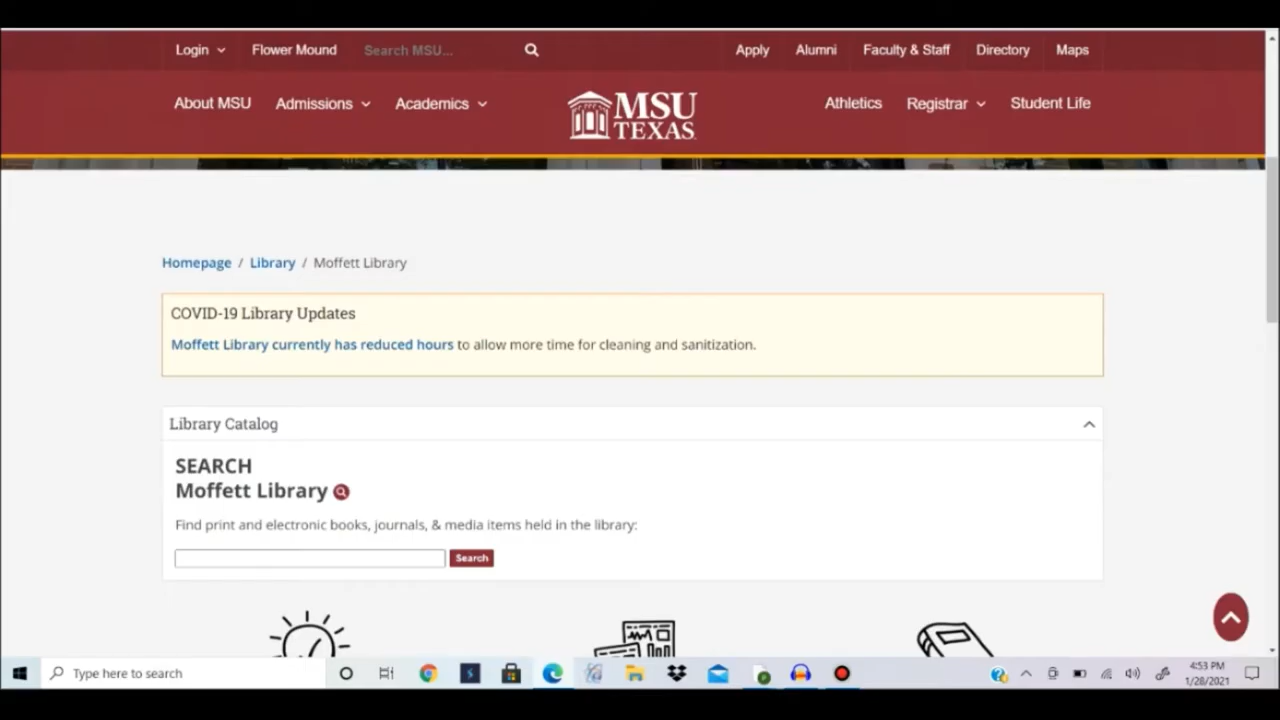 Login Flower Mound Search MSU... Apply Alumni Faculty & Staff Directory Maps
About MSU Admissions Academics MSU TEXAS Athletics Registrar Student Life
Homepage / Library / Moffett Library
COVID-19 Library Updates
Moffett Library currently has reduced hours to allow more time for cleaning and sanitization.
Library Catalog
SEARCH
Moffett Library
Find print and electronic books, journals, & media items held in the library:
Search
Type here to search
4:53 PM
1/28/2021